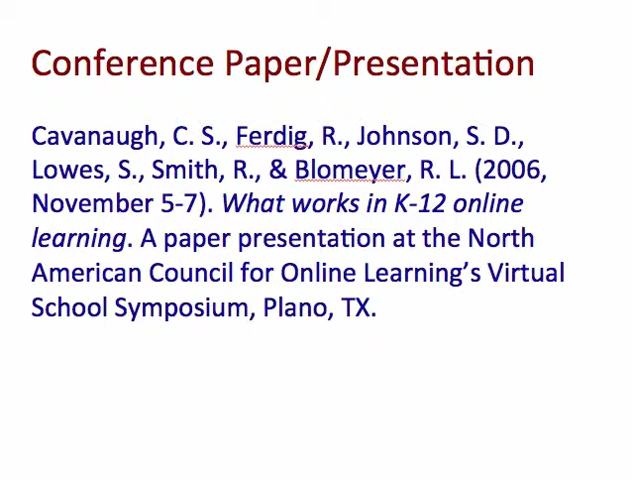 Conference Paper/Presentation
Cavanaugh, C. S., Ferdig, R., Johnson, S. D.,
Lowes, S., Smith, R., & Blomeyer, R. L. (2006,
November 5-7). What works in K-12 online
learning. A paper presentation at the North
American Council for Online Learning’s Virtual
School Symposium, Plano, TX.